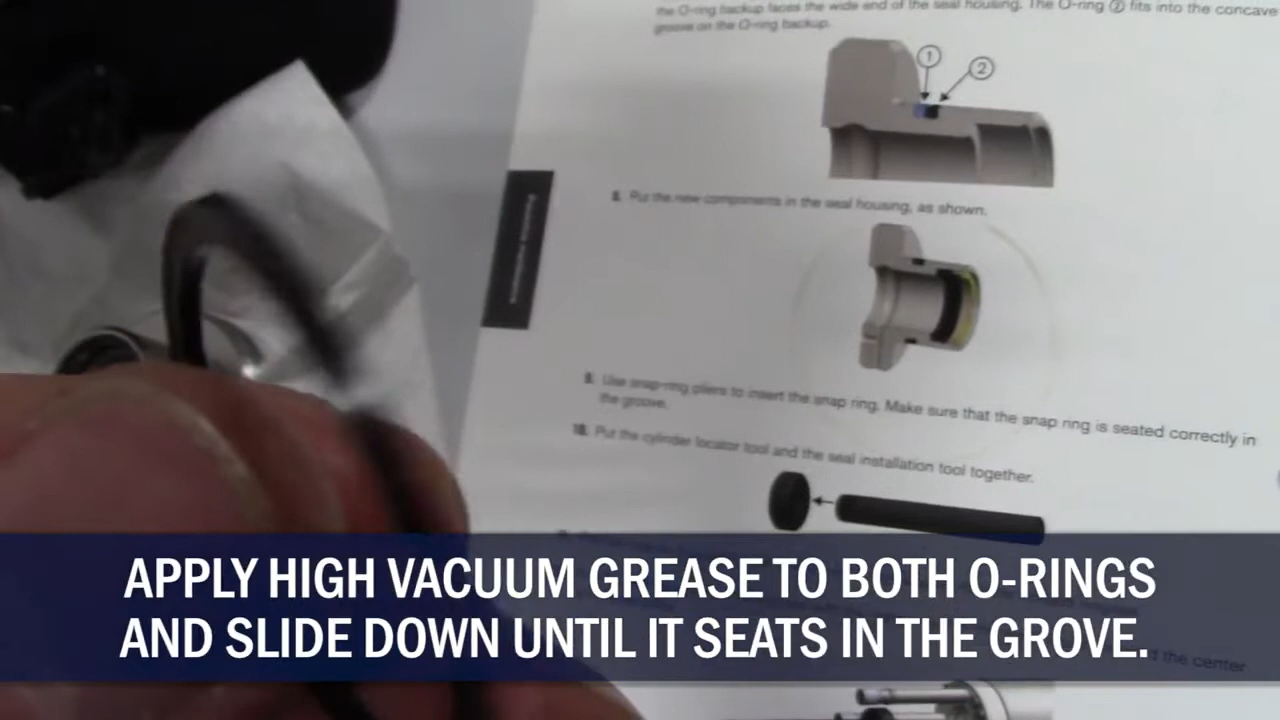 the O-ring backup faces the wide end of the seal housing. The O-ring ② fits into the concave
groove on the O-ring backup.
1
2
8. Put the new components in the seal housing, as shown.
9. Use snap-ring pliers to insert the snap ring. Make sure that the snap ring is seated correctly in
the groove.
10. Put the cylinder locator tool and the seal installation tool together.
APPLY HIGH VACUUM GREASE TO BOTH O-RINGS
AND SLIDE DOWN UNTIL IT SEATS IN THE GROVE.
the center